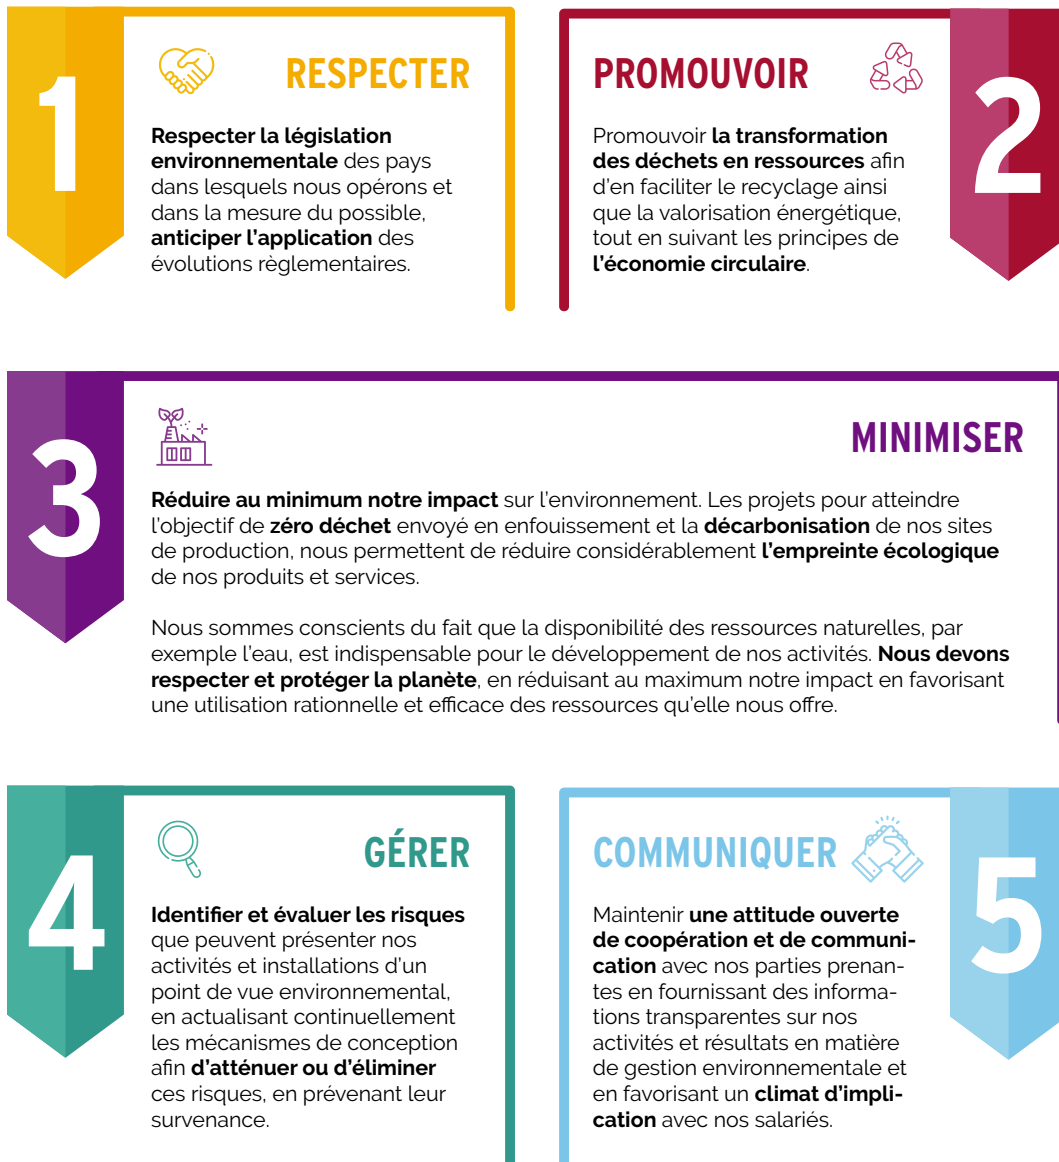 1
RESPECTER
Respecter la législation
environnementale des pays
dans lesquels nous opérons et
dans la mesure du possible,
anticiper l'application des
évolutions règlementaires.
PROMOUVOIR
2
Promouvoir la transformation
des déchets en ressources afin
d'en faciliter le recyclage ainsi
que la valorisation énergétique,
tout en suivant les principes de
l'économie circulaire.
3
MINIMISER
Réduire au minimum notre impact sur l'environnement. Les projets pour atteindre
l'objectif de zéro déchet envoyé en enfouissement et la décarbonisation de nos sites
de production, nous permettent de réduire considérablement l'empreinte écologique
de nos produits et services.
Nous sommes conscients du fait que la disponibilité des ressources naturelles, par
exemple l'eau, est indispensable pour le développement de nos activités. Nous devons
respecter et protéger la planète, en réduisant au maximum notre impact en favorisant
une utilisation rationnelle et efficace des ressources qu'elle nous offre.
4
GÉRER
Identifier et évaluer les risques
que peuvent présenter nos
activités et installations d'un
point de vue environnemental,
en actualisant continuellement
les mécanismes de conception
afin d'atténuer ou d'éliminer
ces risques, en prévenant leur
survenance.
COMMUNIQUER
5
Maintenir une attitude ouverte
de coopération et de communi-
cation avec nos parties prenan-
tes en fournissant des informa-
tions transparentes sur nos
activités et résultats en matière
de gestion environnementale et
en favorisant un climat d'impli-
cation avec nos salariés.